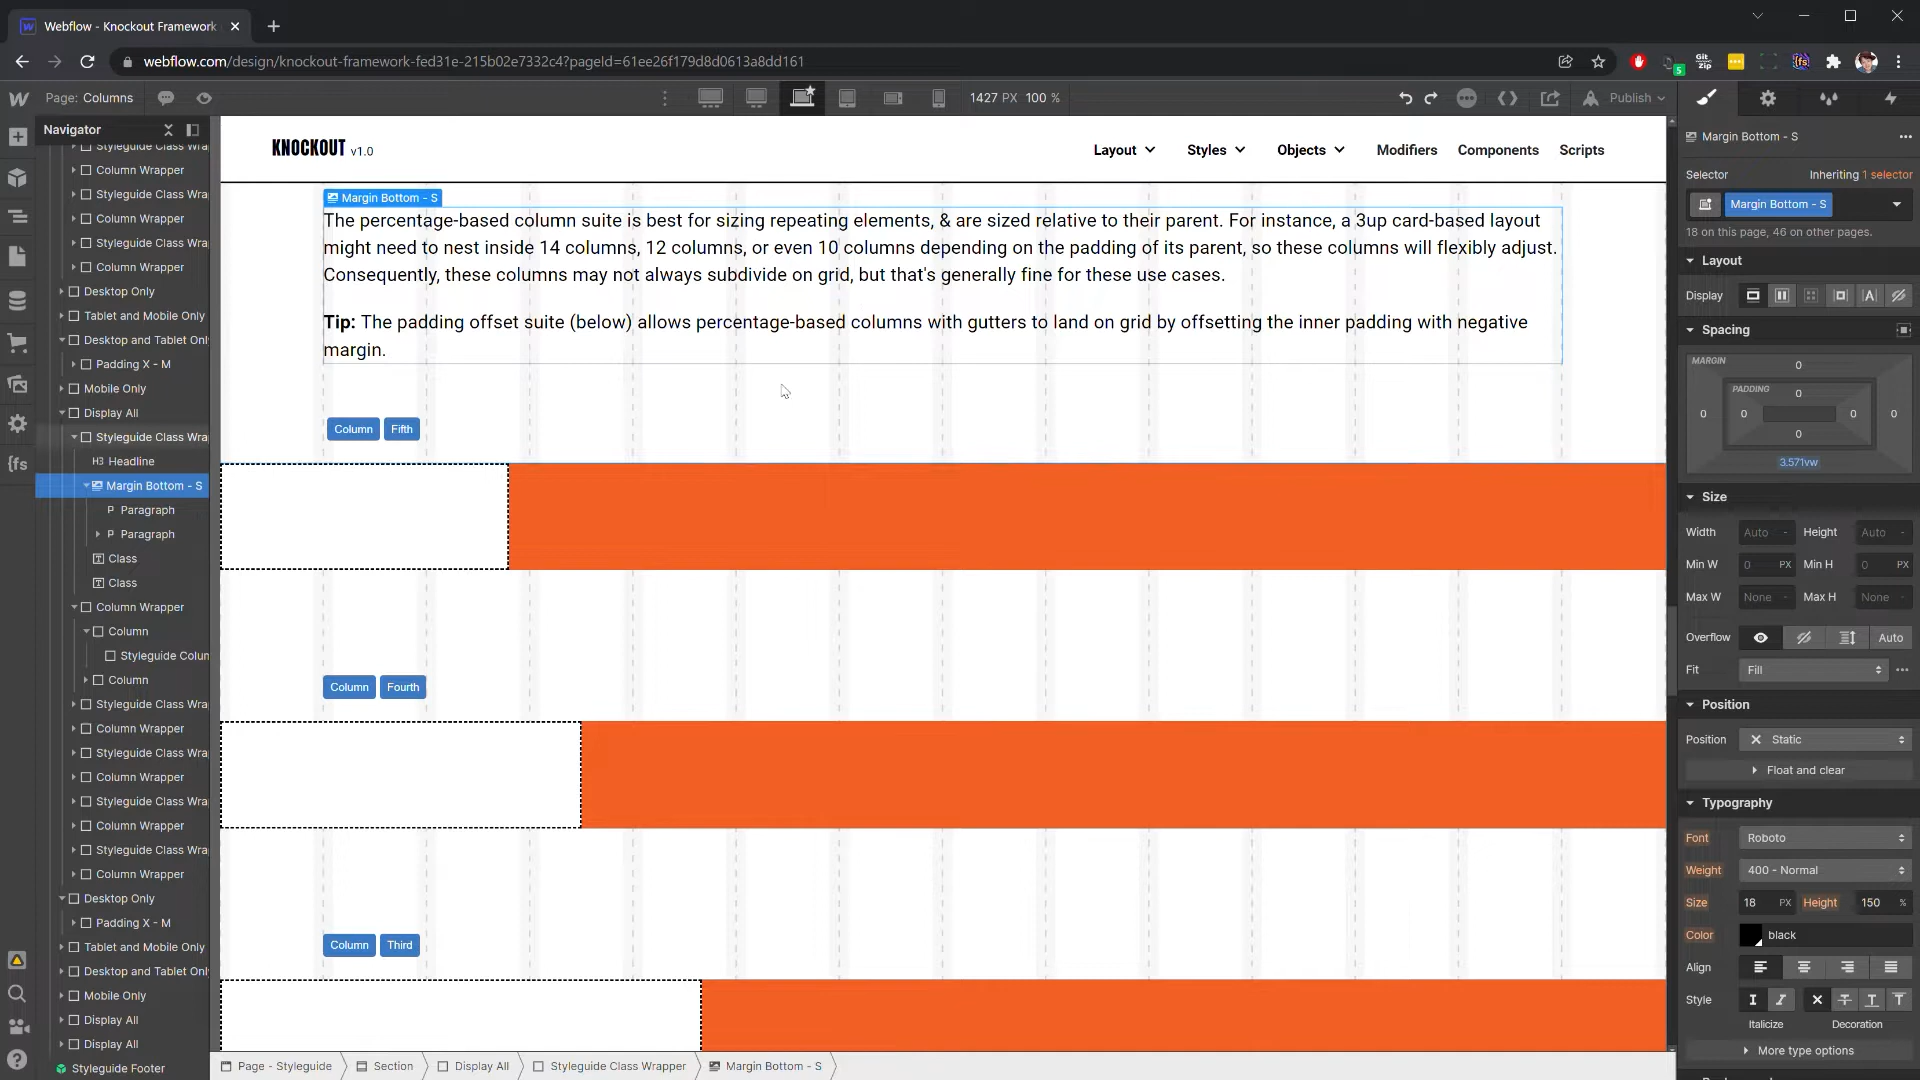 Webflow - Knockout Framework
webflow.com/design/knockout-framework-fed31e-215b02e7332c4?pageId=61ee26f179d8d0613a8dd161
5
Git
Zip
{fs
Page: Columns
1427 PX 100 %
Publish
Navigator
Styleguide Class Wra
Column Wrapper
Styleguide Class Wra
Column Wrapper
Styleguide Class Wra
Column Wrapper
Desktop Only
Tablet and Mobile Only
Desktop and Tablet Onl
Padding X - M
Mobile Only
Display All
Styleguide Class Wra
H3 Headline
Margin Bottom - S
P Paragraph
P Paragraph
Class
Class
Column Wrapper
Column
Styleguide Colun
Column
Styleguide Class Wra
Column Wrapper
Styleguide Class Wra
Column Wrapper
Styleguide Class Wra
Column Wrapper
Styleguide Class Wra
Column Wrapper
Desktop Only
Padding X - M
Tablet and Mobile Only
Desktop and Tablet Onl
Mobile Only
Display All
Display All
Styleguide Footer
{fs
KNOCKOUT v1.0
Layout
Styles
Objects
Modifiers
Components
Scripts
Margin Bottom - S
The percentage-based column suite is best for sizing repeating elements, & are sized relative to their parent. For instance, a 3up card-based layout
might need to nest inside 14 columns, 12 columns, or even 10 columns depending on the padding of its parent, so these columns will flexibly adjust.
Consequently, these columns may not always subdivide on grid, but that's generally fine for these use cases.
Tip: The padding offset suite (below) allows percentage-based columns with gutters to land on grid by offsetting the inner padding with negative
margin.
Column Fifth
Column Fourth
Column Third
Page - Styleguide
Section
Display All
Styleguide Class Wrapper
Margin Bottom - S
Margin Bottom - S
Selector Inheriting 1 selector
Margin Bottom - S
18 on this page, 46 on other pages.
Layout
Display
Spacing
MARGIN
0
PADDING
0
0 0 0 0
0
3.571vw
Size
Width Auto - Height Auto -
Min W 0 PX Min H 0 PX
Max W None - Max H None -
Overflow Auto
Fit Fill
Position
Position Static
Float and clear
Typography
Font Roboto
Weight 400 - Normal
Size 18 PX Height 150 %
Color black
Align
Style
Italicize Decoration
More type options